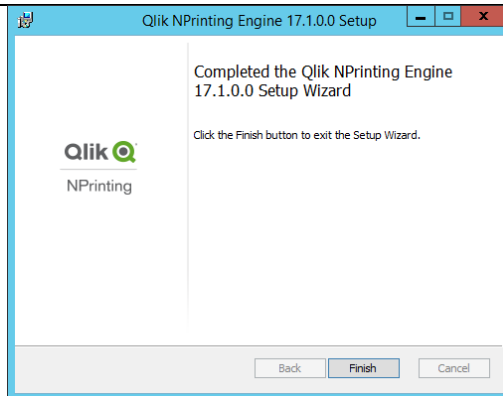 Qlik NPrinting Engine 17.1.0.0 Setup
Completed the Qlik NPrinting Engine
17.1.0.0 Setup Wizard
Click the Finish button to exit the Setup Wizard.
Qlik
NPrinting
Back Finish Cancel